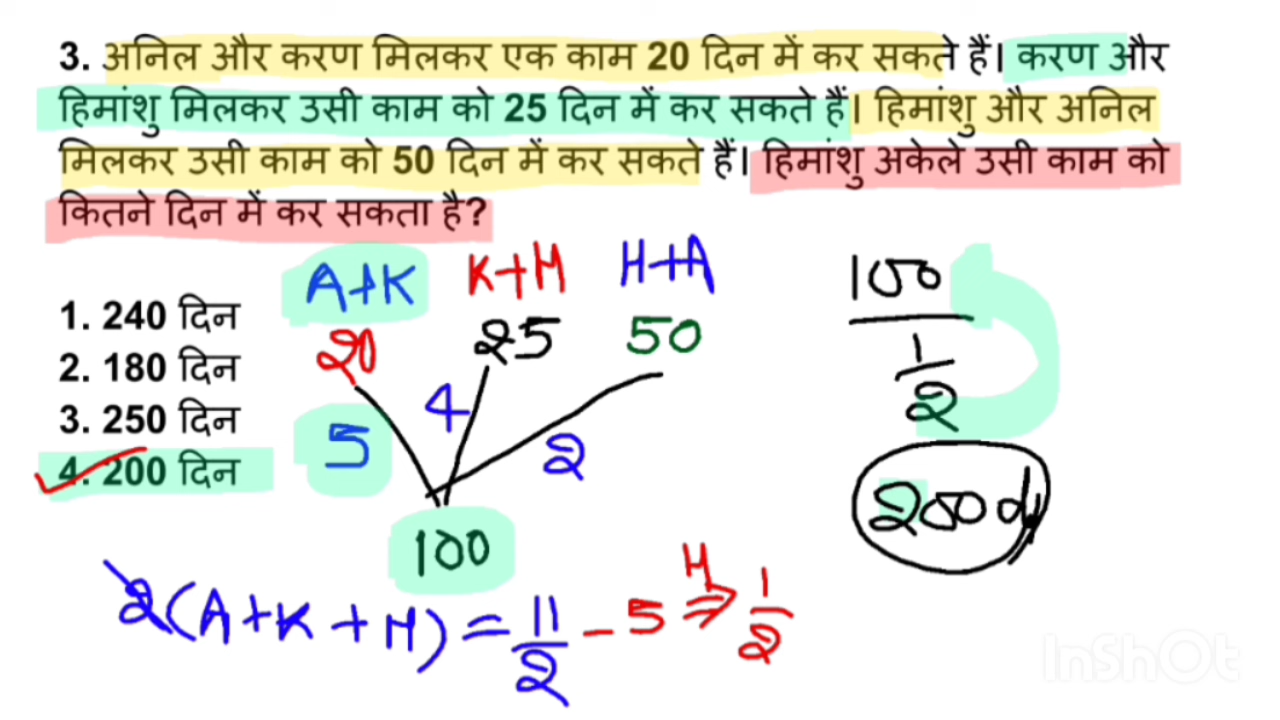 3. अनिल और करण मिलकर एक काम 20 दिन में कर सकते हैं। करण और
हिमांशु मिलकर उसी काम को 25 दिन में कर सकते हैं। हिमांशु और अनिल
मिलकर उसी काम को 50 दिन में कर सकते हैं। हिमांशु अकेले उसी काम को
कितने दिन में कर सकता है?
1. 240 दिन
2. 180 दिन
3. 250 दिन
4. 200 दिन
A+K K+H H+A
20 25 50
5 4 2
100
2(A+K+H) = 11/2 - 5 H⇒ 1/2
100
1
2
200 d
InShOt